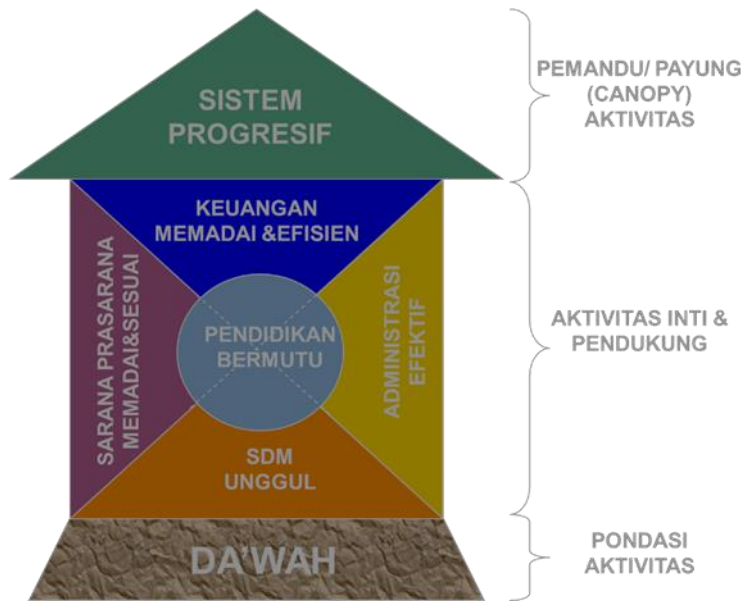 SISTEM
PROGRESIF
PEMANDU/ PAYUNG
(CANOPY)
AKTIVITAS
KEUANGAN
MEMADAI &EFISIEN
SARANA PRASARANA
MEMADAI&SESUAI
PENDIDIKAN
BERMUTU
ADMINISTRASI
EFEKTIF
SDM
UNGGUL
AKTIVITAS INTI &
PENDUKUNG
DA'WAH
PONDASI
AKTIVITAS